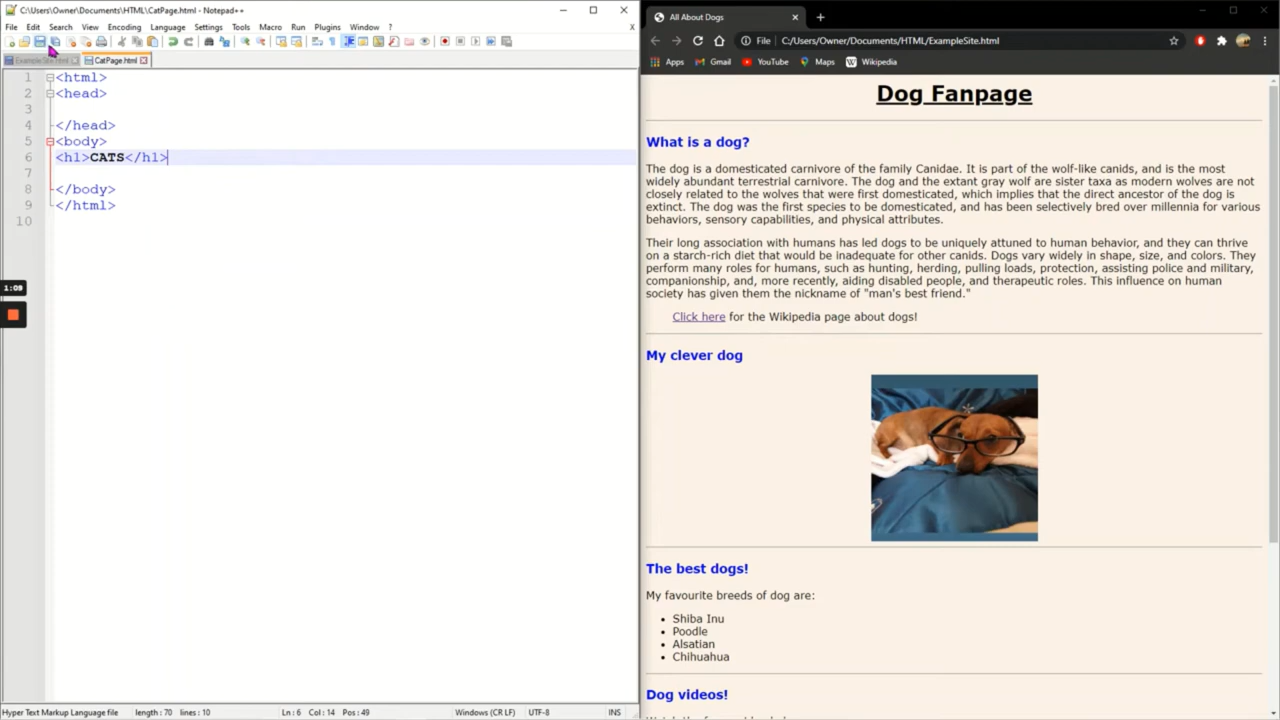 C:\Users\Owner\Documents\HTML\CatPage.html - Notepad++
File Edit Search View Encoding Language Settings Tools Macro Run Plugins Window ? X
ExampleSite.html CatPage.html
1 <html>
2 <head>
3
4 </head>
5 <body>
6 <h1>CATS</h1>
7
8 </body>
9 </html>
10
1:09
Hyper Text Markup Language file length : 70 lines : 10 Ln : 6 Col : 14 Pos : 49 Windows (CR LF) UTF-8 INS
All About Dogs
File C:/Users/Owner/Documents/HTML/ExampleSite.html
Apps Gmail YouTube Maps Wikipedia
Dog Fanpage
What is a dog?
The dog is a domesticated carnivore of the family Canidae. It is part of the wolf-like canids, and is the most
widely abundant terrestrial carnivore. The dog and the extant gray wolf are sister taxa as modern wolves are not
closely related to the wolves that were first domesticated, which implies that the direct ancestor of the dog is
extinct. The dog was the first species to be domesticated, and has been selectively bred over millennia for various
behaviors, sensory capabilities, and physical attributes.
Their long association with humans has led dogs to be uniquely attuned to human behavior, and they can thrive
on a starch-rich diet that would be inadequate for other canids. Dogs vary widely in shape, size, and colors. They
perform many roles for humans, such as hunting, herding, pulling loads, protection, assisting police and military,
companionship, and, more recently, aiding disabled people, and therapeutic roles. This influence on human
society has given them the nickname of "man's best friend."
Click here for the Wikipedia page about dogs!
My clever dog
The best dogs!
My favourite breeds of dog are:
• Shiba Inu
• Poodle
• Alsatian
• Chihuahua
Dog videos!